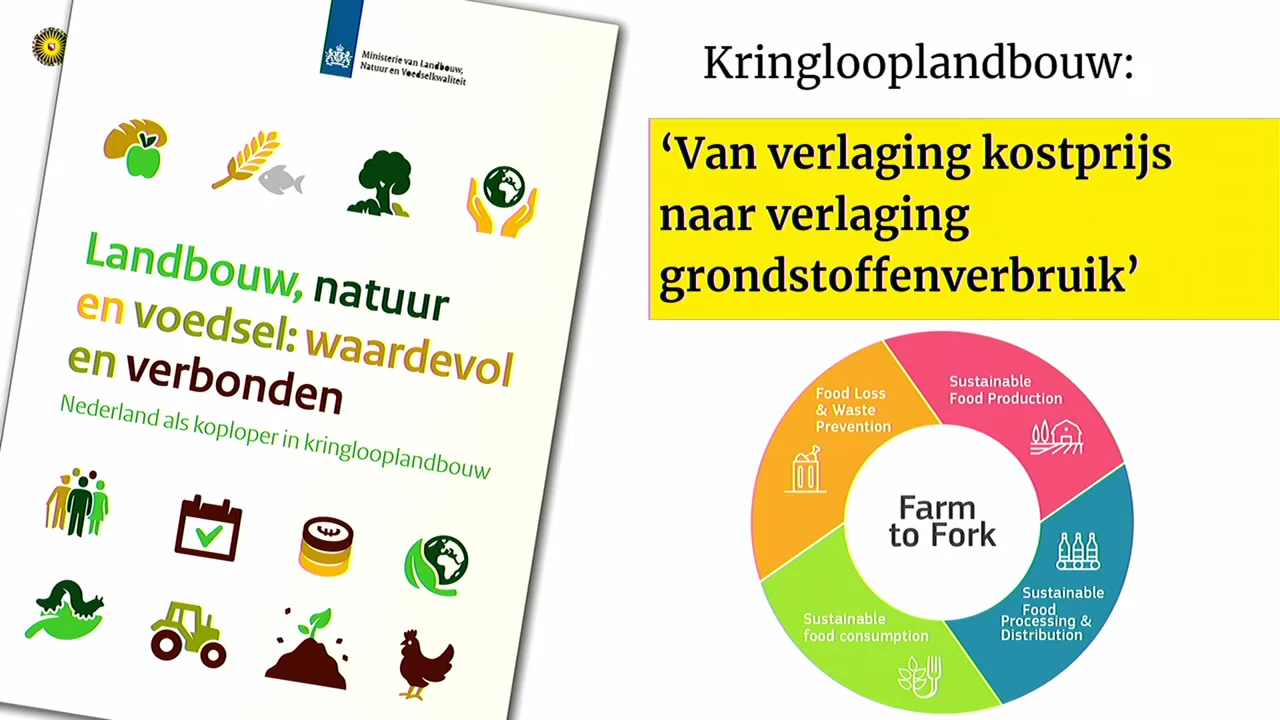 Ministerie van Landbouw,
Natuur en Voedselkwaliteit
Landbouw, natuur
en voedsel: waardevol
en verbonden
Nederland als koploper in kringlooplandbouw
Kringlooplandbouw:
‘Van verlaging kostprijs
naar verlaging
grondstoffenverbruik’
Food Loss
& Waste
Prevention
Sustainable
Food Production
Farm
to Fork
Sustainable
Food
Processing &
Distribution
Sustainable
food consumption